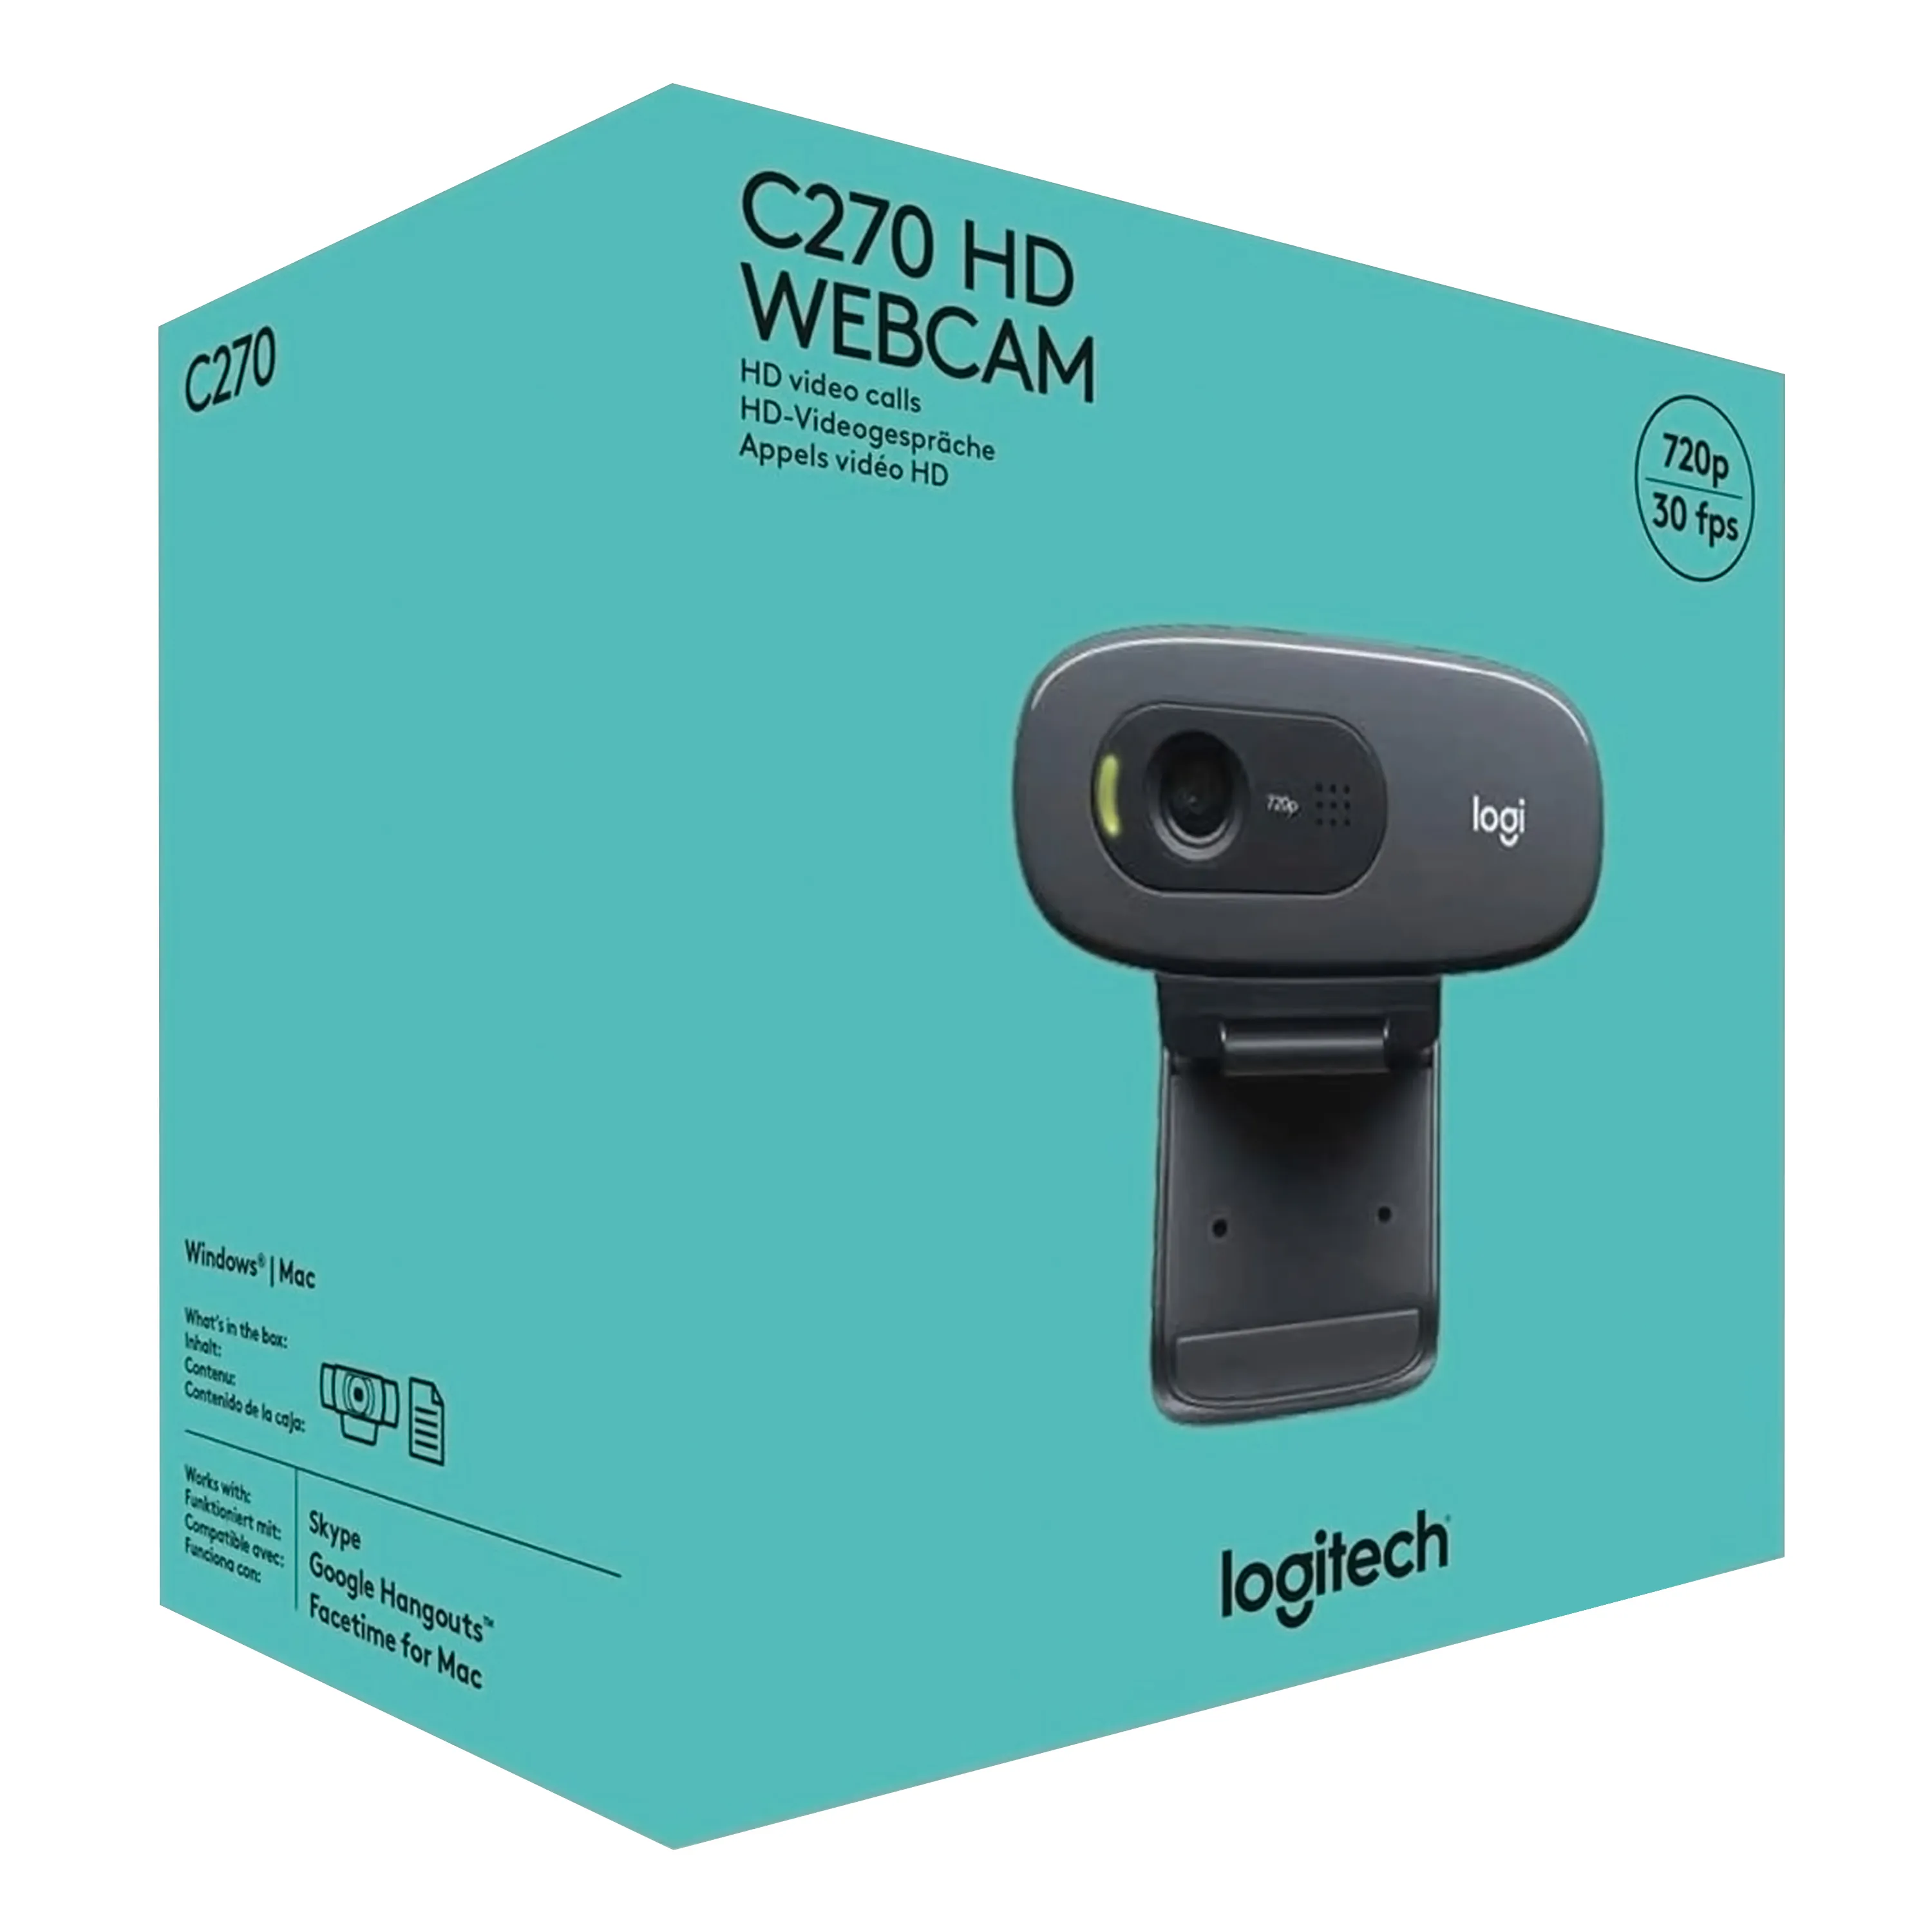 C270
Windows® | Mac
What's in the box:
Inhalt:
Contenu:
Contenido de la caja:
Works with:
Funktioniert mit:
Compatible avec:
Funciona con:
Skype
Google Hangouts™
Facetime for Mac
C270 HD
WEBCAM
HD video calls
HD-Videogespräche
Appels vidéo HD
720p
30 fps
720p
logi
logitech